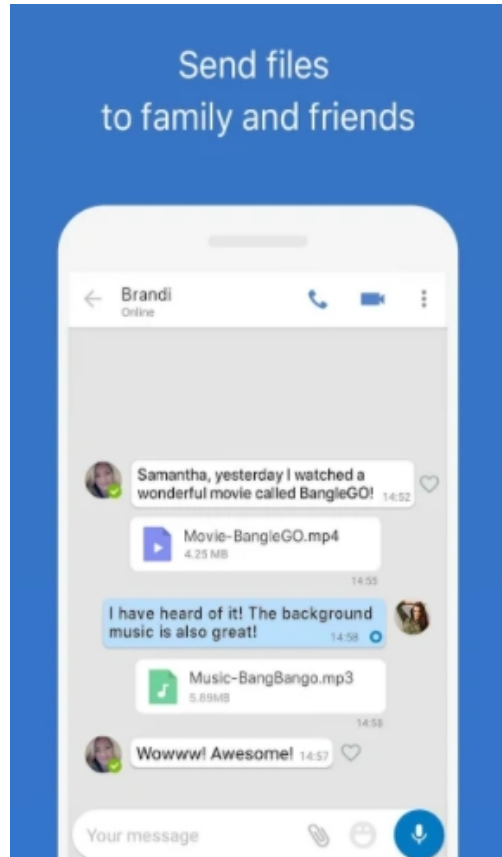 Send files
to family and friends
Brandi
Online
Samantha, yesterday I watched a
wonderful movie called BangleGO!
14:52
Movie-BangleGO.mp4
4.25 MB
14:55
I have heard of it! The background
music is also great!
14:58
Music-BangBango.mp3
5.89MB
14:58
Wowww! Awesome!
14:57
Your message